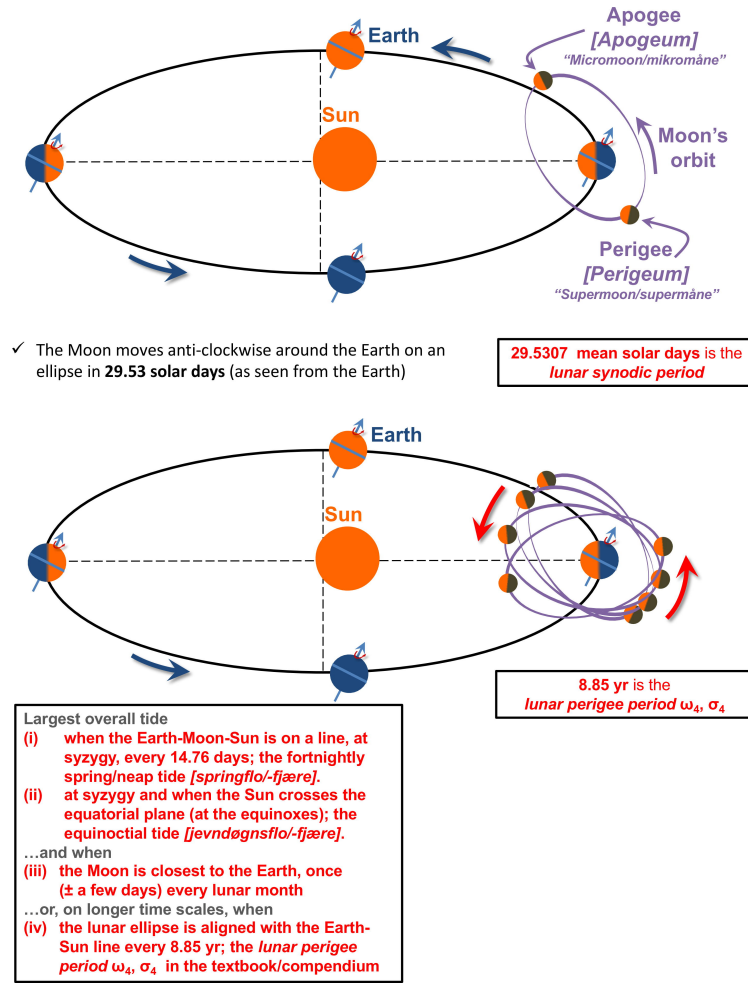 Apogee
[Apogeum]
“Micromoon/mikromåne”
Earth
Sun
Moon’s
orbit
Perigee
[Perigeum]
“Supermoon/supermåne”
✓ The Moon moves anti-clockwise around the Earth on an
ellipse in 29.53 solar days (as seen from the Earth)
29.5307 mean solar days is the
lunar synodic period
Earth
Sun
8.85 yr is the
lunar perigee period ω₄, σ₄
Largest overall tide
(i) when the Earth-Moon-Sun is on a line, at
syzygy, every 14.76 days; the fortnightly
spring/neap tide [springflo/-fjære].
(ii) at syzygy and when the Sun crosses the
equatorial plane (at the equinoxes); the
equinoctial tide [jevndøgnsflo/-fjære].
…and when
(iii) the Moon is closest to the Earth, once
(± a few days) every lunar month
…or, on longer time scales, when
(iv) the lunar ellipse is aligned with the Earth-
Sun line every 8.85 yr; the lunar perigee
period ω₄, σ₄ in the textbook/compendium